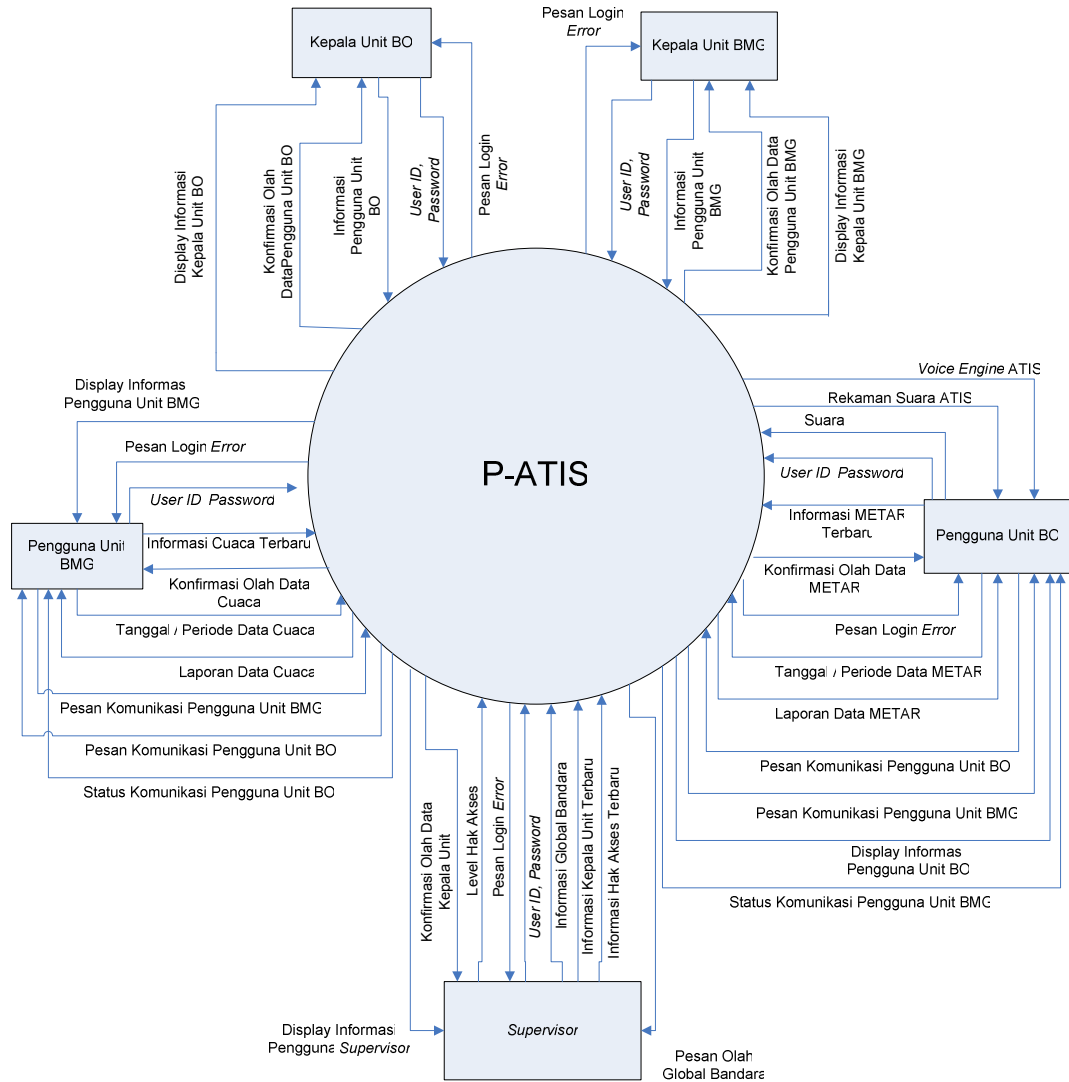 Pesan Login
Error
Kepala Unit BO
Kepala Unit BMG
Display Informasi
Kepala Unit BO
Konfirmasi Olah
DataPengguna Unit BO
Informasi
Pengguna Unit
BO
User ID,
Password
Pesan Login
Error
User ID,
Password
Informasi
Pengguna Unit
BMG
Konfirmasi Olah Data
Pengguna Unit BMG
Display Informasi
Kepala Unit BMG
P-ATIS
Display Informas
Pengguna Unit BMG
Pesan Login Error
User ID Password
Pengguna Unit
BMG
Informasi Cuaca Terbaru
Konfirmasi Olah Data
Cuaca
Tanggal / Periode Data Cuaca
Laporan Data Cuaca
Pesan Komunikasi Pengguna Unit BMG
Pesan Komunikasi Pengguna Unit BO
Status Komunikasi Pengguna Unit BO
Voice Engine ATIS
Rekaman Suara ATIS
Suara
User ID Password
Informasi METAR
Terbaru
Pengguna Unit BO
Konfirmasi Olah Data
METAR
Pesan Login Error
Tanggal / Periode Data METAR
Laporan Data METAR
Pesan Komunikasi Pengguna Unit BO
Pesan Komunikasi Pengguna Unit BMG
Display Informas
Pengguna Unit BO
Status Komunikasi Pengguna Unit BMG
Konfirmasi Olah Data
Kepala Unit
Level Hak Akses
Pesan Login Error
User ID, Password
Informasi Global Bandara
Informasi Kepala Unit Terbaru
Informasi Hak Akses Terbaru
Display Informasi
Pengguna Supervisor
Supervisor
Pesan Olah
Global Bandara